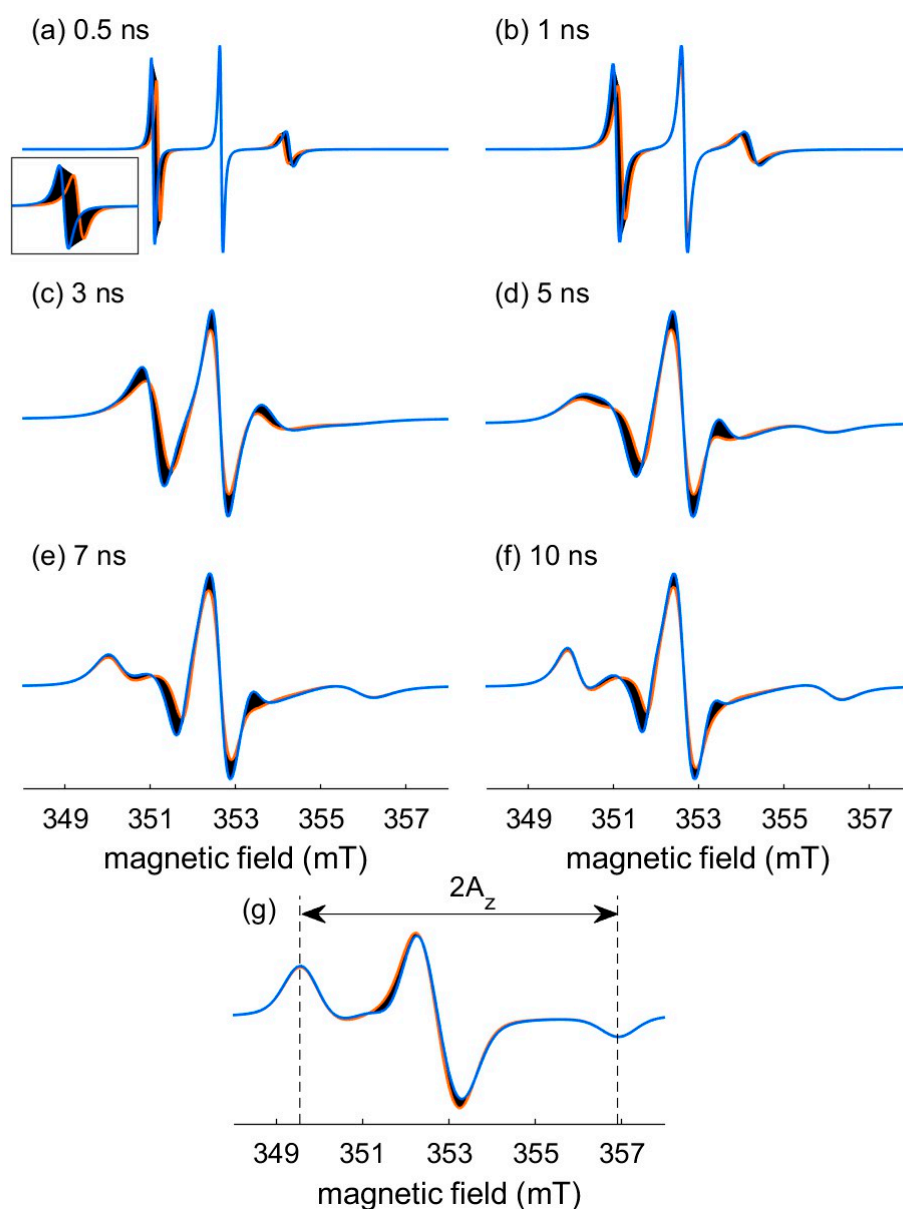 (a) 0.5 ns
(b) 1 ns
(c) 3 ns
(d) 5 ns
(e) 7 ns
(f) 10 ns
349 351 353 355 357
349 351 353 355 357
magnetic field (mT)
magnetic field (mT)
(g)
2A_z
349 351 353 355 357
magnetic field (mT)